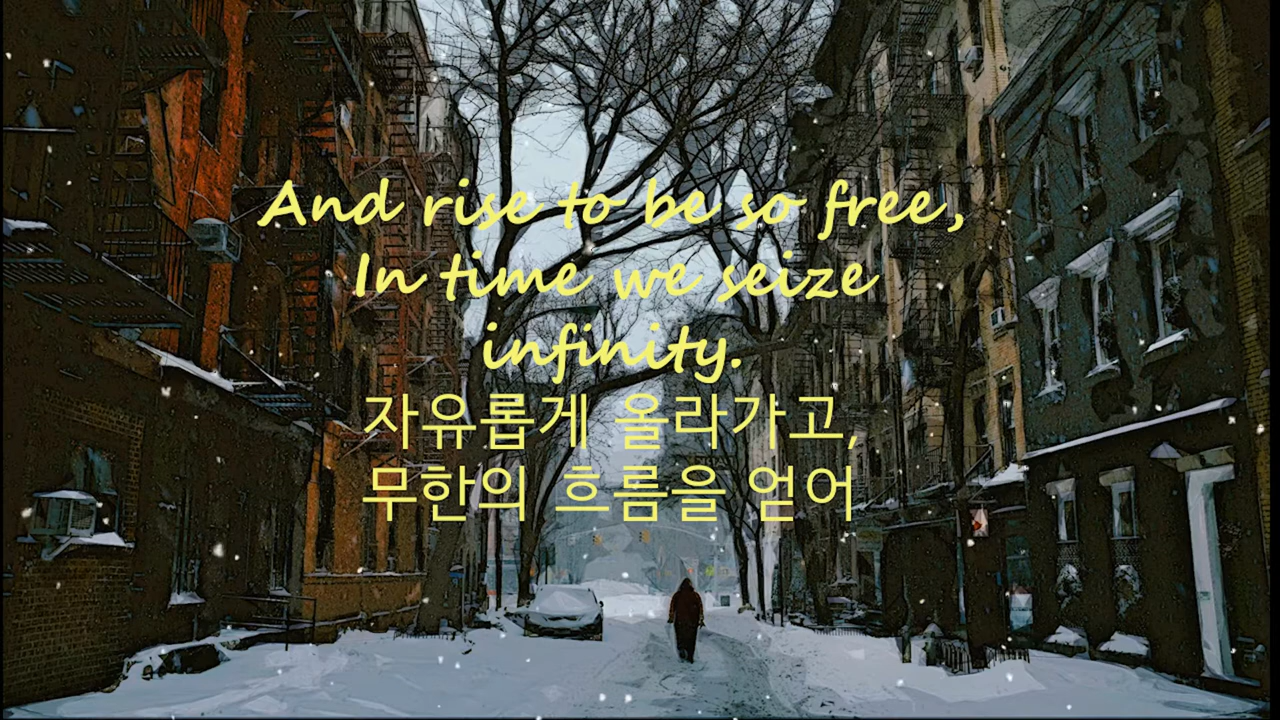 And rise to be so free,
In time we seize
infinity.
자유롭게 올라가고,
무한의 흐름을 얻어